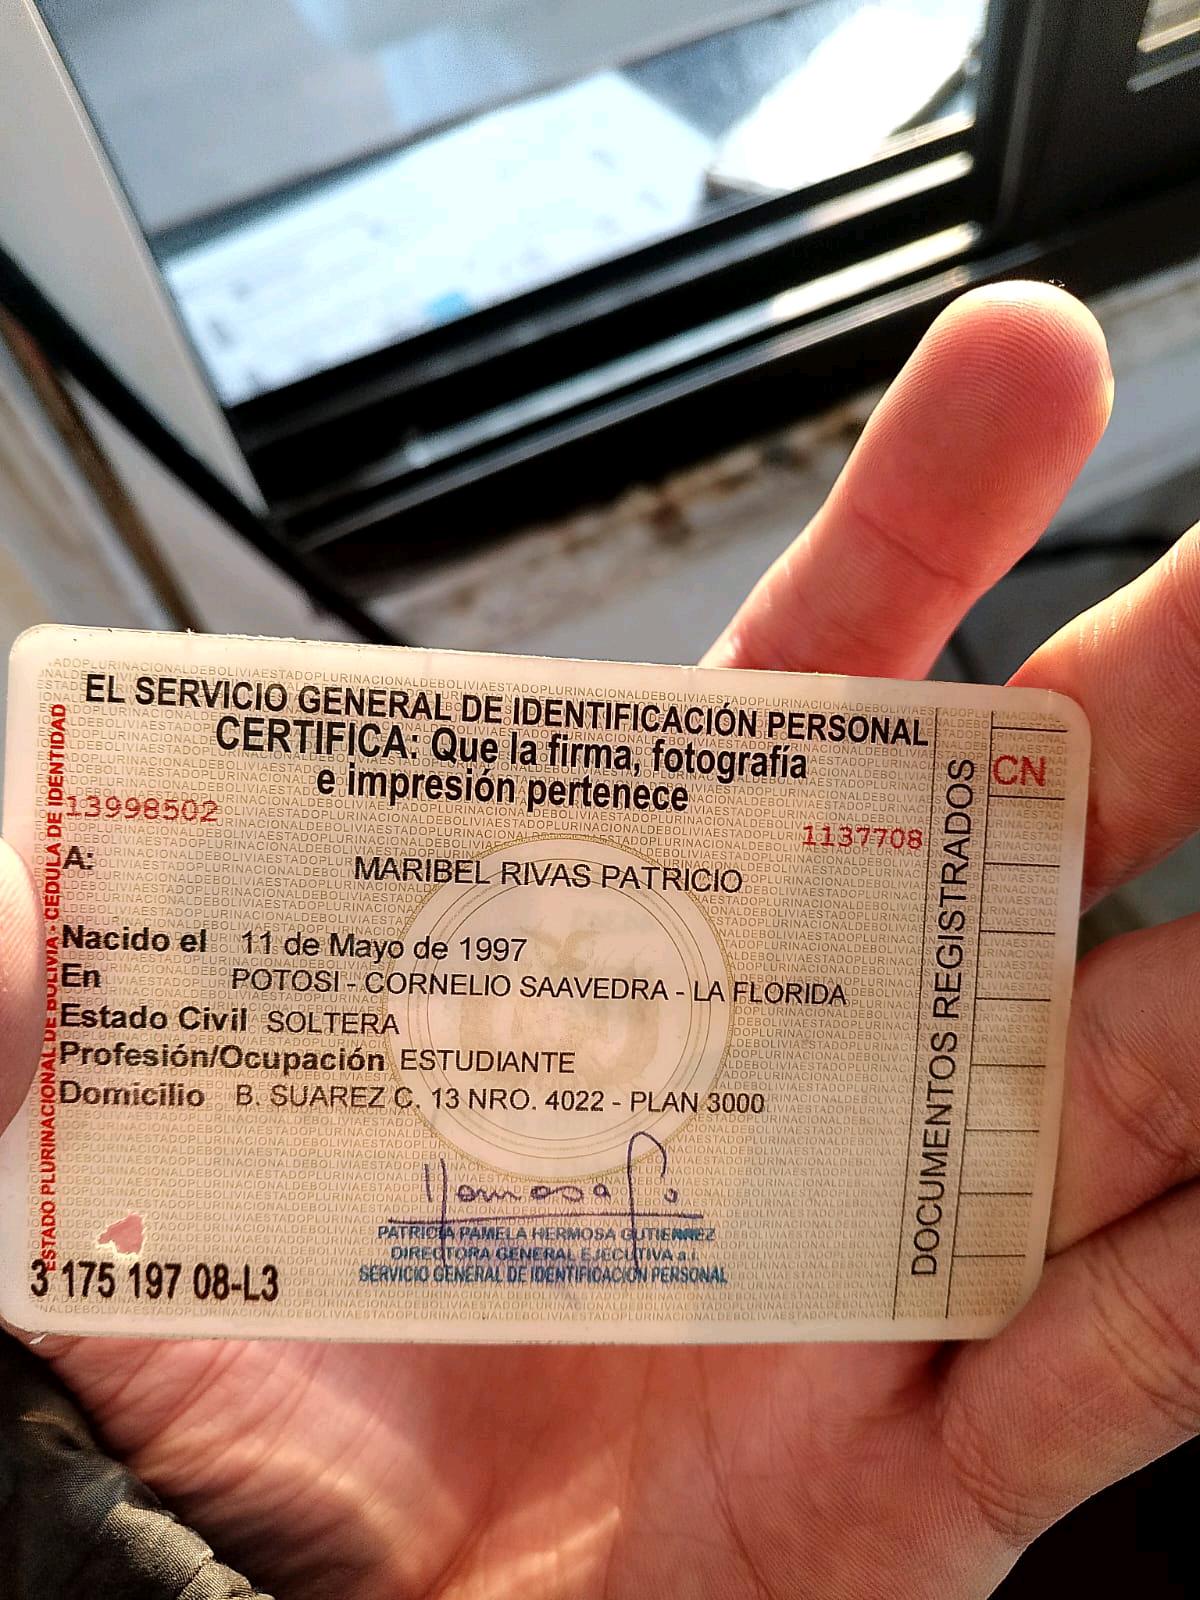 EL SERVICIO GENERAL DE IDENTIFICACIÓN PERSONAL
CERTIFICA: Que la firma, fotografía
e impresión pertenece
13998502
1137708
A: MARIBEL RIVAS PATRICIO
Nacido el 11 de Mayo de 1997
En POTOSI - CORNELIO SAAVEDRA - LA FLORIDA
Estado Civil SOLTERA
Profesión/Ocupación ESTUDIANTE
Domicilio B. SUAREZ C. 13 NRO. 4022 - PLAN 3000
PATRICIA PAMELA HERMOSA GUTIERREZ
DIRECTORA GENERAL EJECUTIVA a.i.
SERVICIO GENERAL DE IDENTIFICACION PERSONAL
3 175 197 08-L3
ESTADO PLURINACIONAL DE BOLIVIA - CEDULA DE IDENTIDAD
DOCUMENTOS REGISTRADOS
CN